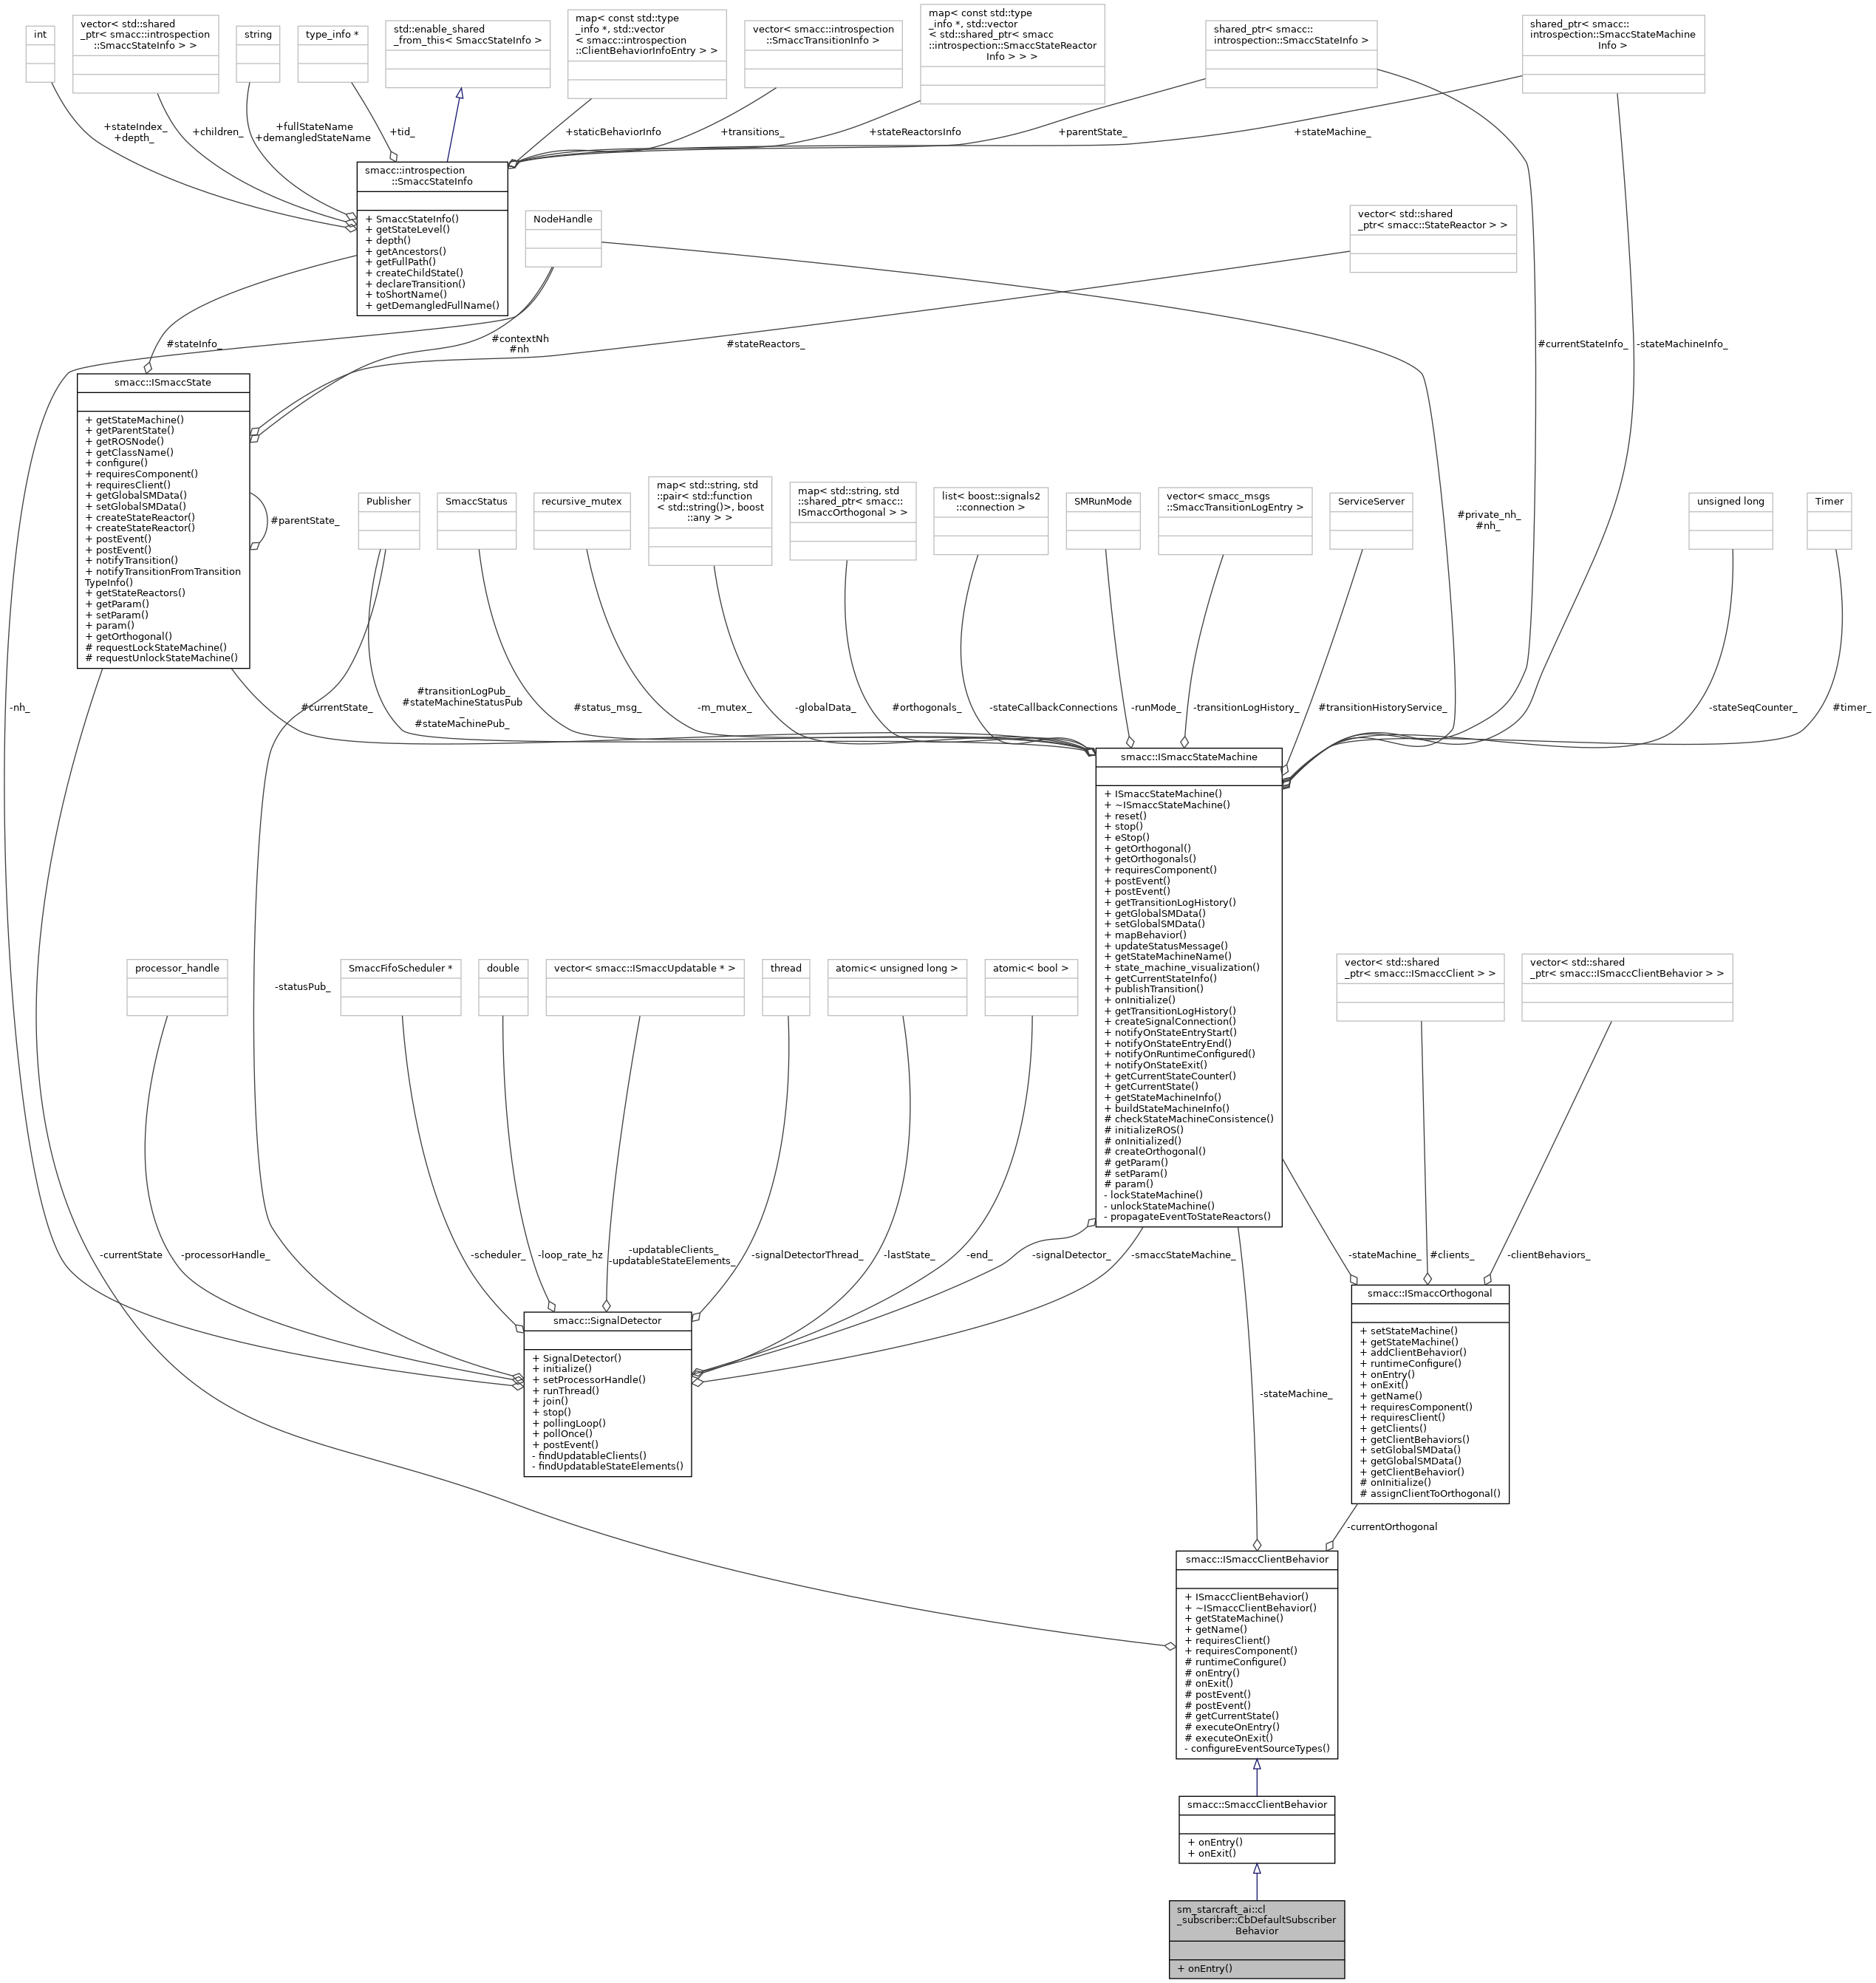 int
vector< std::shared
_ptr< smacc::introspection
::SmaccStateInfo > >
string
type_info *
std::enable_shared
_from_this< SmaccStateInfo >
map< const std::type
_info *, std::vector
< smacc::introspection
::ClientBehaviorInfoEntry > >
vector< smacc::introspection
::SmaccTransitionInfo >
map< const std::type
_info *, std::vector
< std::shared_ptr< smacc
::introspection::SmaccStateReactor
Info > > >
shared_ptr< smacc::
introspection::SmaccStateInfo >
shared_ptr< smacc::
introspection::SmaccStateMachine
Info >
+stateIndex_
+depth_
+children_
+fullStateName
+demangledStateName
+tid_
+staticBehaviorInfo
+transitions_
+stateReactorsInfo
+parentState_
+stateMachine_
smacc::introspection
::SmaccStateInfo
+ SmaccStateInfo()
+ getStateLevel()
+ depth()
+ getAncestors()
+ getFullPath()
+ createChildState()
+ declareTransition()
+ toShortName()
+ getDemangledFullName()
NodeHandle
vector< std::shared
_ptr< smacc::StateReactor > >
#stateInfo_
#contextNh
#nh
#stateReactors_
#currentStateInfo_
-stateMachineInfo_
smacc::ISmaccState
+ getStateMachine()
+ getParentState()
+ getROSNode()
+ getClassName()
+ configure()
+ requiresComponent()
+ requiresClient()
+ getGlobalSMData()
+ setGlobalSMData()
+ createStateReactor()
+ createStateReactor()
+ postEvent()
+ postEvent()
+ notifyTransition()
+ notifyTransitionFromTransition
TypeInfo()
+ getStateReactors()
+ getParam()
+ setParam()
+ param()
+ getOrthogonal()
# requestLockStateMachine()
# requestUnlockStateMachine()
#parentState_
Publisher
SmaccStatus
recursive_mutex
map< std::string, std
::pair< std::function
< std::string()>, boost
::any > >
map< std::string, std
::shared_ptr< smacc::
ISmaccOrthogonal > >
list< boost::signals2
::connection >
SMRunMode
vector< smacc_msgs
::SmaccTransitionLogEntry >
ServiceServer
#private_nh_
#nh_
unsigned long
Timer
-nh_
#currentState_
#transitionLogPub_
#stateMachineStatusPub
_
#stateMachinePub_
#status_msg_
-m_mutex_
-globalData_
#orthogonals_
-stateCallbackConnections
-runMode_
-transitionLogHistory_
#transitionHistoryService_
-stateSeqCounter_
#timer_
smacc::ISmaccStateMachine
+ ISmaccStateMachine()
+ ~ISmaccStateMachine()
+ reset()
+ stop()
+ eStop()
+ getOrthogonal()
+ getOrthogonals()
+ requiresComponent()
+ postEvent()
+ postEvent()
+ getTransitionLogHistory()
+ getGlobalSMData()
+ setGlobalSMData()
+ mapBehavior()
+ updateStatusMessage()
+ getStateMachineName()
+ state_machine_visualization()
+ getCurrentStateInfo()
+ publishTransition()
+ onInitialize()
+ getTransitionLogHistory()
+ createSignalConnection()
+ notifyOnStateEntryStart()
+ notifyOnStateEntryEnd()
+ notifyOnRuntimeConfigured()
+ notifyOnStateExit()
+ getCurrentStateCounter()
+ getCurrentState()
+ getStateMachineInfo()
+ buildStateMachineInfo()
# checkStateMachineConsistence()
# initializeROS()
# onInitialized()
# createOrthogonal()
# getParam()
# setParam()
# param()
- lockStateMachine()
- unlockStateMachine()
- propagateEventToStateReactors()
processor_handle
SmaccFifoScheduler *
double
vector< smacc::ISmaccUpdatable * >
thread
atomic< unsigned long >
atomic< bool >
vector< std::shared
_ptr< smacc::ISmaccClient > >
vector< std::shared
_ptr< smacc::ISmaccClientBehavior > >
-statusPub_
-currentState
-processorHandle_
-scheduler_
-loop_rate_hz
-updatableClients_
-updatableStateElements_
-signalDetectorThread_
-lastState_
-end_
-signalDetector_
-smaccStateMachine_
-stateMachine_
#clients_
-clientBehaviors_
smacc::SignalDetector
+ SignalDetector()
+ initialize()
+ setProcessorHandle()
+ runThread()
+ join()
+ stop()
+ pollingLoop()
+ pollOnce()
+ postEvent()
- findUpdatableClients()
- findUpdatableStateElements()
smacc::ISmaccOrthogonal
+ setStateMachine()
+ getStateMachine()
+ addClientBehavior()
+ runtimeConfigure()
+ onEntry()
+ onExit()
+ getName()
+ requiresComponent()
+ requiresClient()
+ getClients()
+ getClientBehaviors()
+ setGlobalSMData()
+ getGlobalSMData()
+ getClientBehavior()
# onInitialize()
# assignClientToOrthogonal()
-stateMachine_
-currentOrthogonal
smacc::ISmaccClientBehavior
+ ISmaccClientBehavior()
+ ~ISmaccClientBehavior()
+ getStateMachine()
+ getName()
+ requiresClient()
+ requiresComponent()
# runtimeConfigure()
# onEntry()
# onExit()
# postEvent()
# postEvent()
# getCurrentState()
# executeOnEntry()
# executeOnExit()
- configureEventSourceTypes()
smacc::SmaccClientBehavior
+ onEntry()
+ onExit()
sm_starcraft_ai::cl
_subscriber::CbDefaultSubscriber
Behavior
+ onEntry()